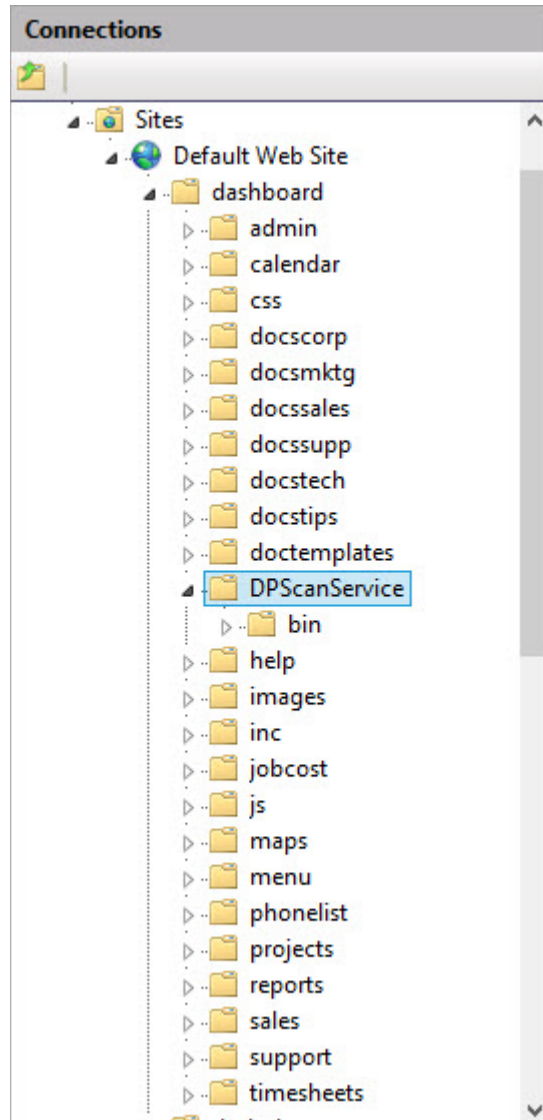 Connections
Sites
Default Web Site
dashboard
admin
calendar
css
docscorp
docsmktg
docssales
docssupp
docstech
docstips
doctemplates
DPScanService
bin
help
images
inc
jobcost
js
maps
menu
phonelist
projects
reports
sales
support
timesheets